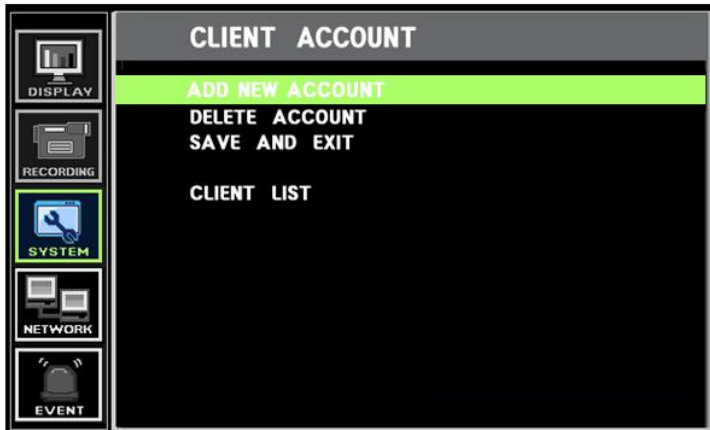 CLIENT ACCOUNT
DISPLAY
RECORDING
SYSTEM
NETWORK
EVENT
ADD NEW ACCOUNT
DELETE ACCOUNT
SAVE AND EXIT
CLIENT LIST